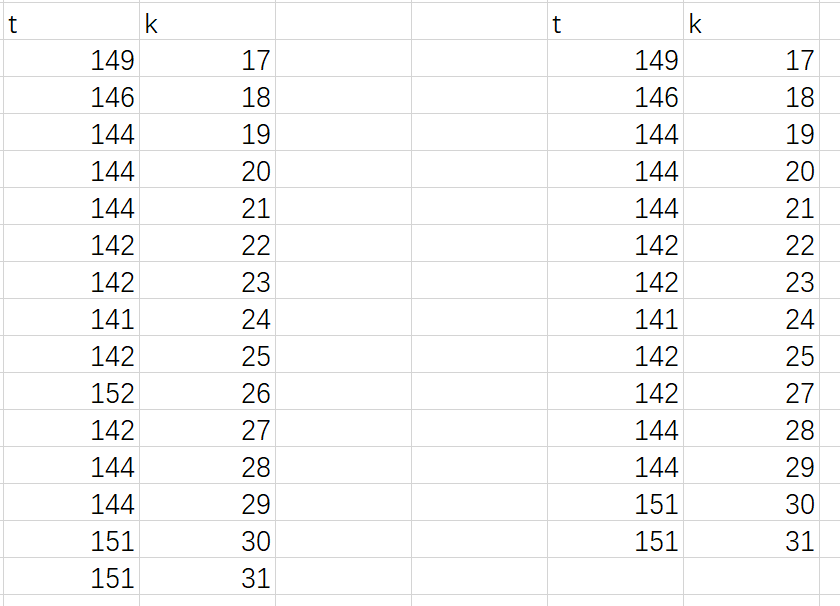 t k t k
149 17 149 17
146 18 146 18
144 19 144 19
144 20 144 20
144 21 144 21
142 22 142 22
142 23 142 23
141 24 141 24
142 25 142 25
152 26 142 27
142 27 144 28
144 28 144 29
144 29 151 30
151 30 151 31
151 31